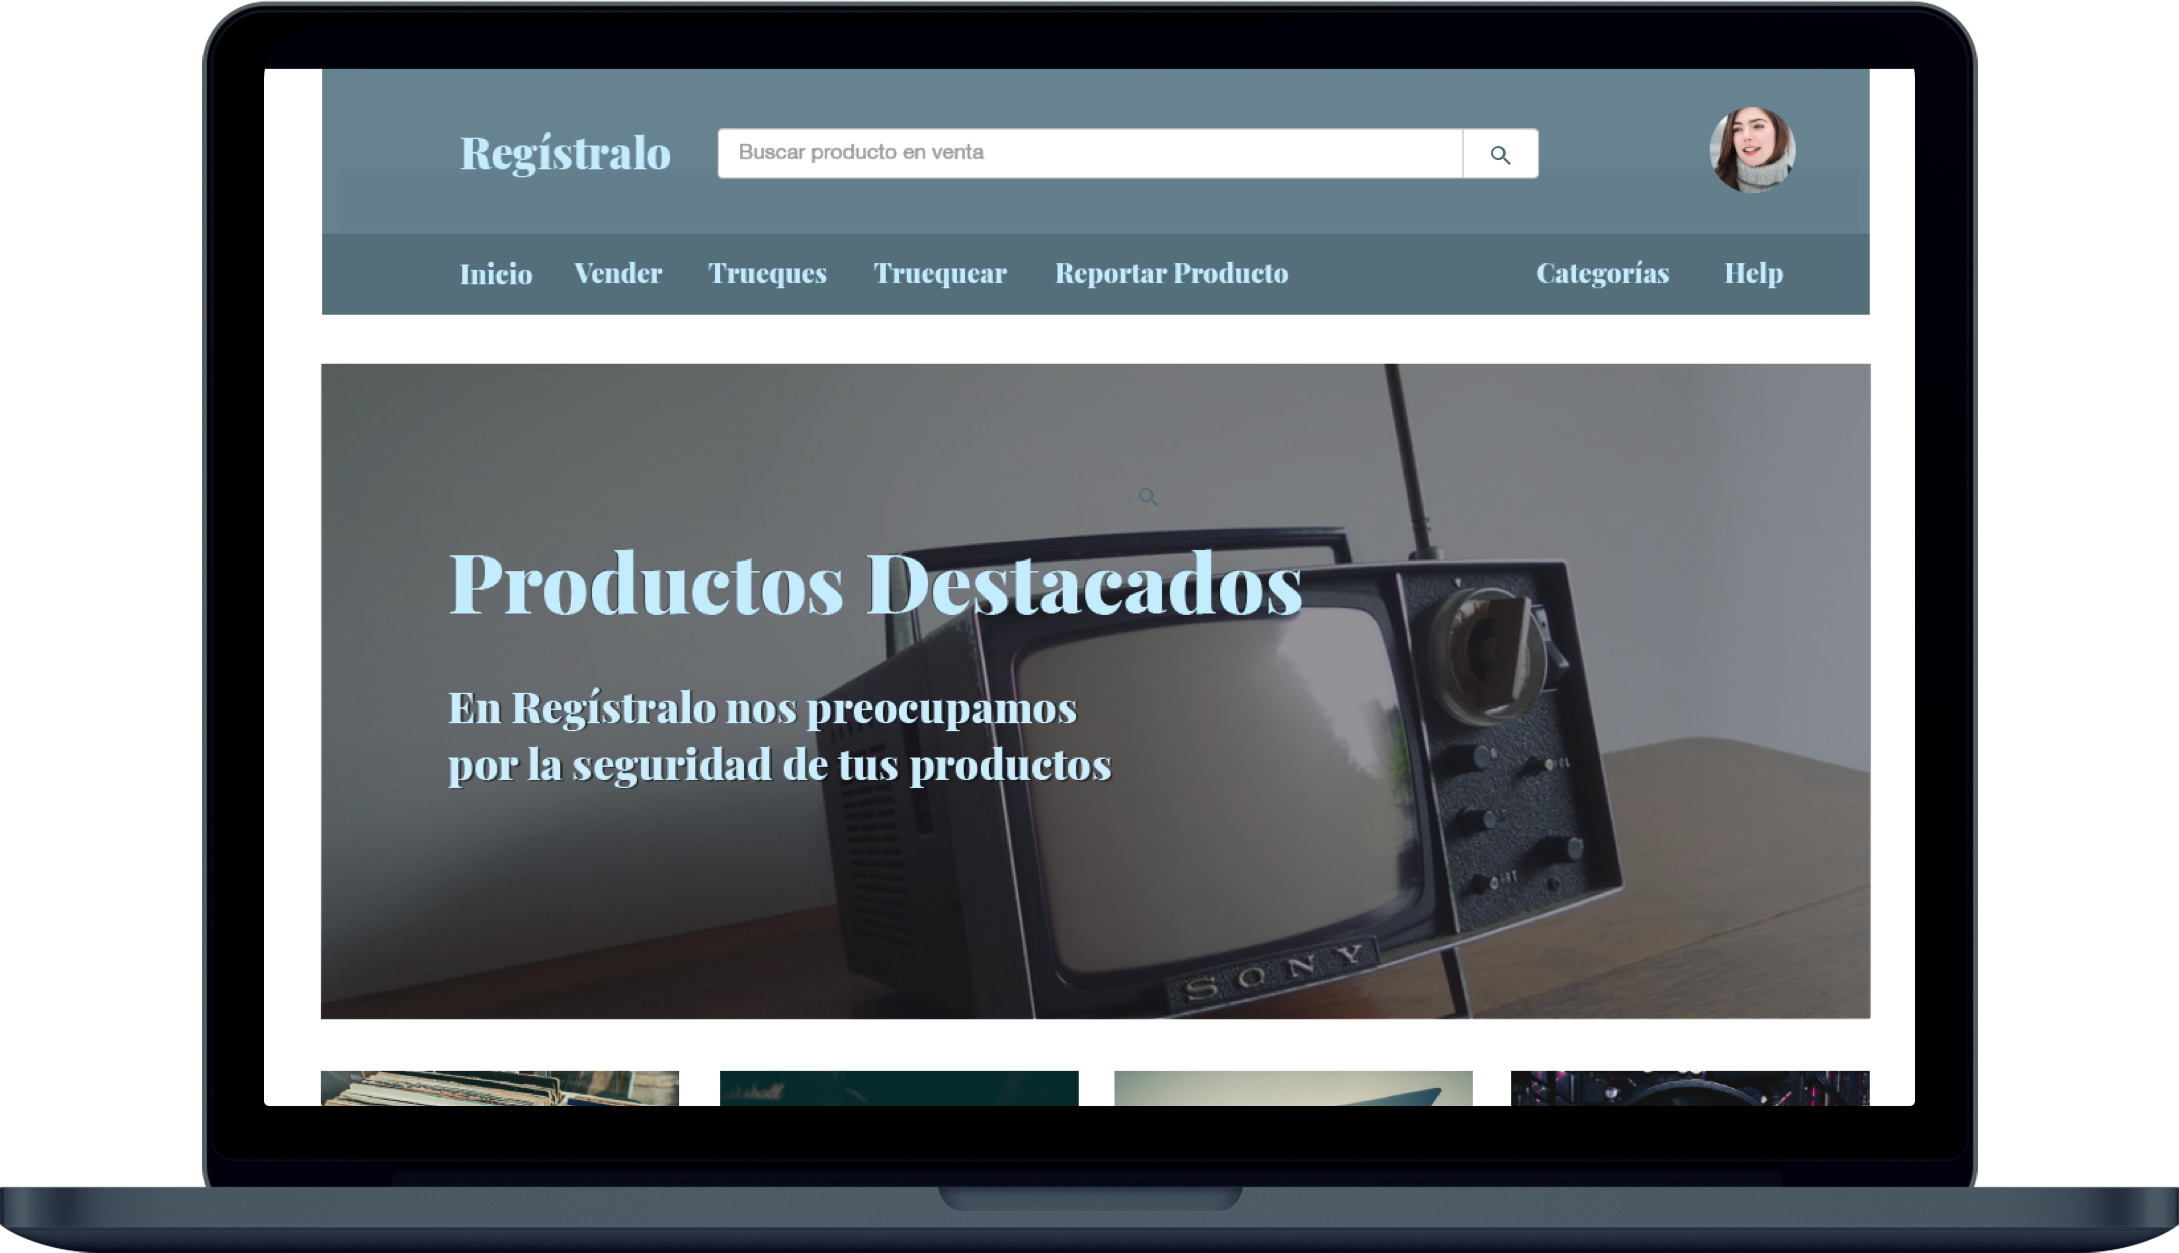 Regístralo
Buscar producto en venta
Inicio Vender Trueques Truequear Reportar Producto Categorías Help
Productos Destacados
En Regístralo nos preocupamos
por la seguridad de tus productos
SONY